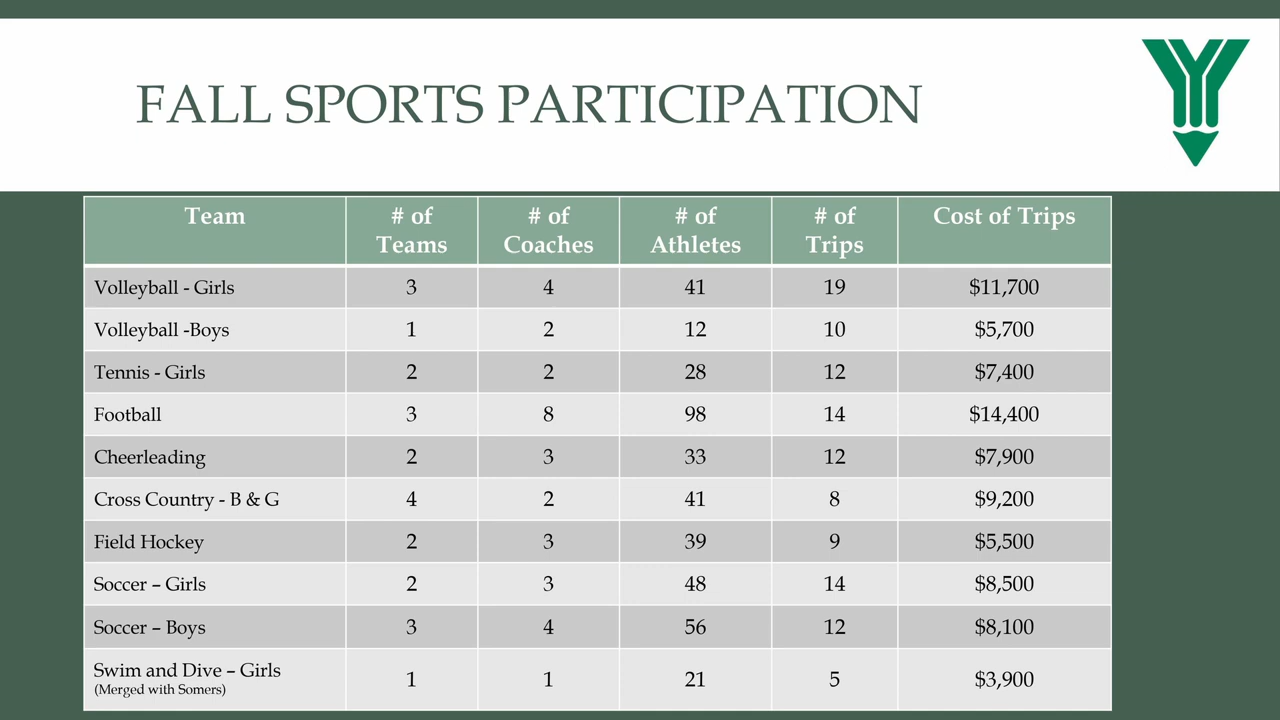 FALL SPORTS PARTICIPATION
Team # of Teams # of Coaches # of Athletes # of Trips Cost of Trips
Volleyball - Girls 3 4 41 19 $11,700
Volleyball -Boys 1 2 12 10 $5,700
Tennis - Girls 2 2 28 12 $7,400
Football 3 8 98 14 $14,400
Cheerleading 2 3 33 12 $7,900
Cross Country - B & G 4 2 41 8 $9,200
Field Hockey 2 3 39 9 $5,500
Soccer – Girls 2 3 48 14 $8,500
Soccer – Boys 3 4 56 12 $8,100
Swim and Dive – Girls 1 1 21 5 $3,900
(Merged with Somers)